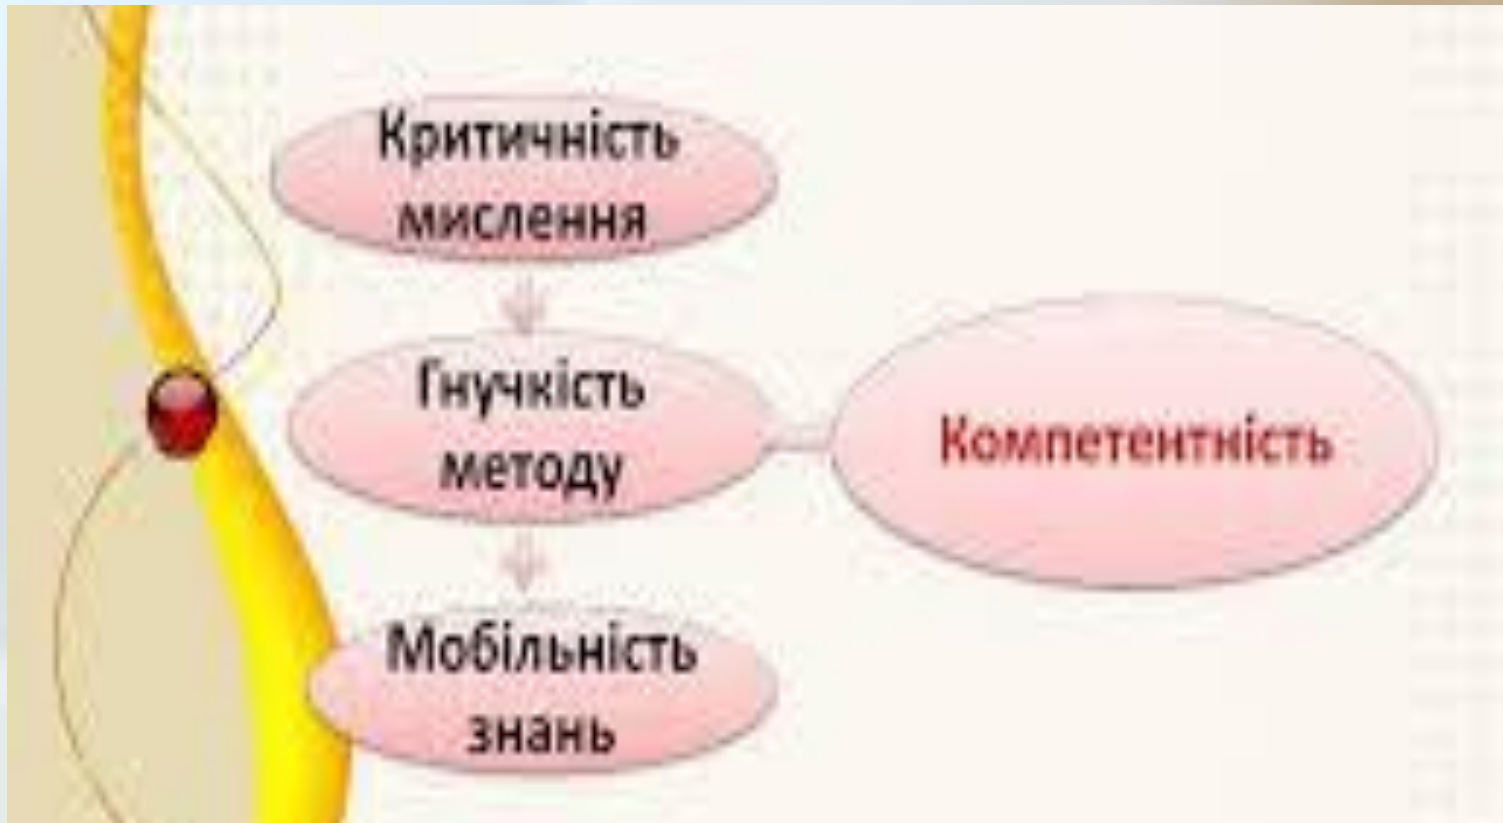 Критичність
мислення
Гнучкість
методу
Компетентність
Мобільність
знань